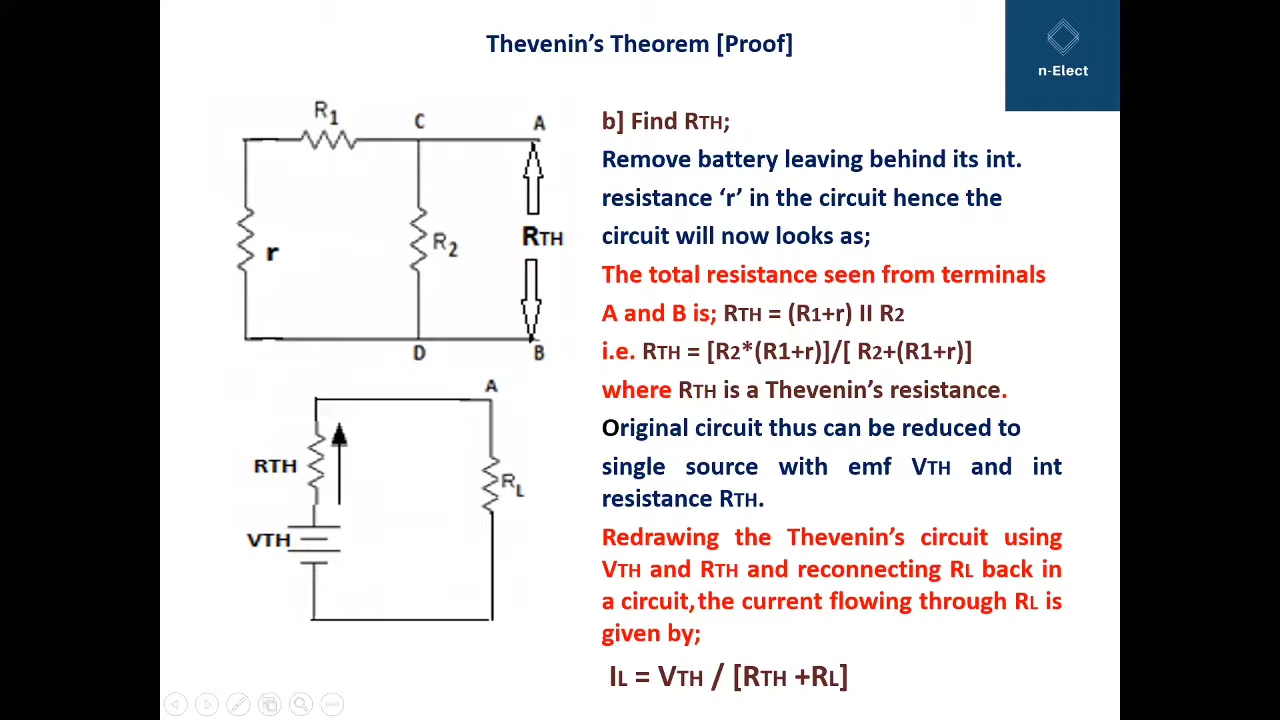 Thevenin's Theorem [Proof]
n-Elect
R1
C
A
r
R2
RTH
D
B
b] Find RTH;
Remove battery leaving behind its int.
resistance ‘r’ in the circuit hence the
circuit will now looks as;
The total resistance seen from terminals
A and B is; RTH = (R1+r) II R2
i.e. RTH = [R2*(R1+r)]/[ R2+(R1+r)]
where RTH is a Thevenin's resistance.
Original circuit thus can be reduced to
single source with emf VTH and int
resistance RTH.
Redrawing the Thevenin's circuit using
VTH and RTH and reconnecting RL back in
a circuit, the current flowing through RL is
given by;
IL = VTH / [RTH +RL]
A
RTH
RL
VTH